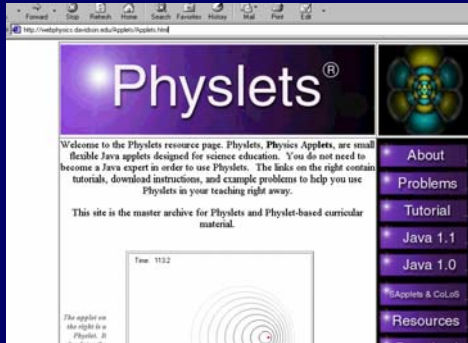 Forward Stop Refresh Home Search Favorites History Mail Print Edit
http://webphysics.davidson.edu/Applets/Applets.html
Physlets®
Welcome to the Physlets resource page. Physlets, Physics Applets, are small
flexible Java applets designed for science education. You do not need to
become a Java expert in order to use Physlets. The links on the right contain
tutorials, download instructions, and example problems to help you use
Physlets in your teaching right away.
This site is the master archive for Physlets and Physlet-based curricular
material.
About
Problems
Tutorial
Java 1.1
Java 1.0
SApplets & CoLoS
Resources
Time: 113.2
The applet on
the right is a
Physlet. It